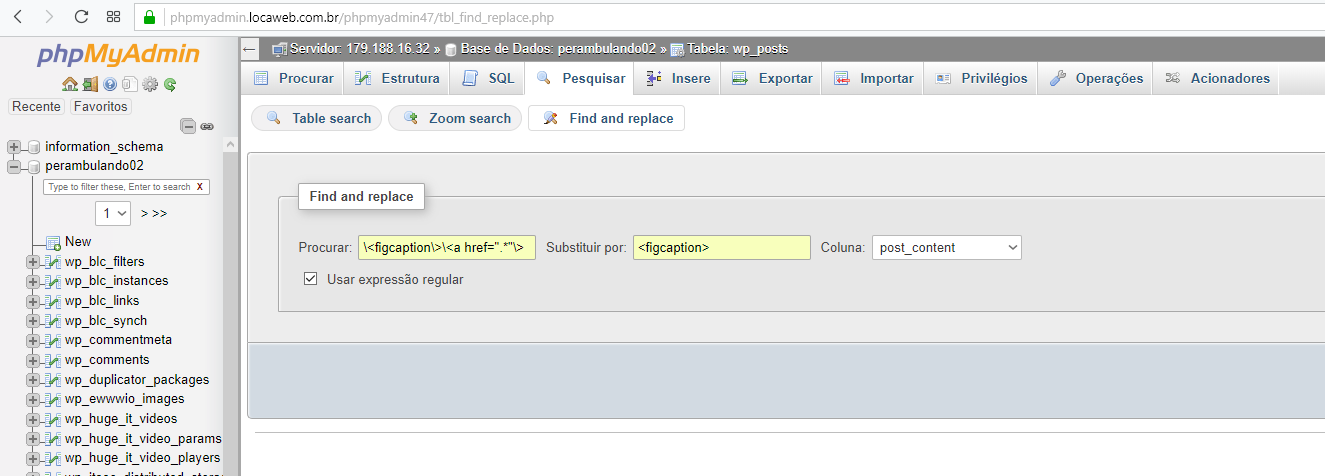 phpmyadmin.locaweb.com.br/phpmyadmin47/tbl_find_replace.php
phpMyAdmin
Recente Favoritos
information_schema
perambulando02
Type to filter these, Enter to search X
1 > >>
New
wp_blc_filters
wp_blc_instances
wp_blc_links
wp_blc_synch
wp_commentmeta
wp_comments
wp_duplicator_packages
wp_ewwwio_images
wp_huge_it_videos
wp_huge_it_video_params
wp_huge_it_video_players
Servidor: 179.188.16.32 » Base de Dados: perambulando02 » Tabela: wp_posts
Procurar Estrutura SQL Pesquisar Insere Exportar Importar Privilégios Operações Acionadores
Table search Zoom search Find and replace
Find and replace
Procurar: \<figcaption\>\<a href=".*"\> Substituir por: <figcaption> Coluna: post_content
Usar expressão regular